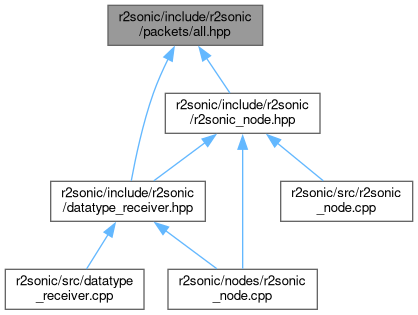 r2sonic/include/r2sonic
/packets/all.hpp
r2sonic/include/r2sonic
/r2sonic_node.hpp
r2sonic/include/r2sonic
/datatype_receiver.hpp
r2sonic/src/r2sonic
_node.cpp
r2sonic/src/datatype
_receiver.cpp
r2sonic/nodes/r2sonic
_node.cpp